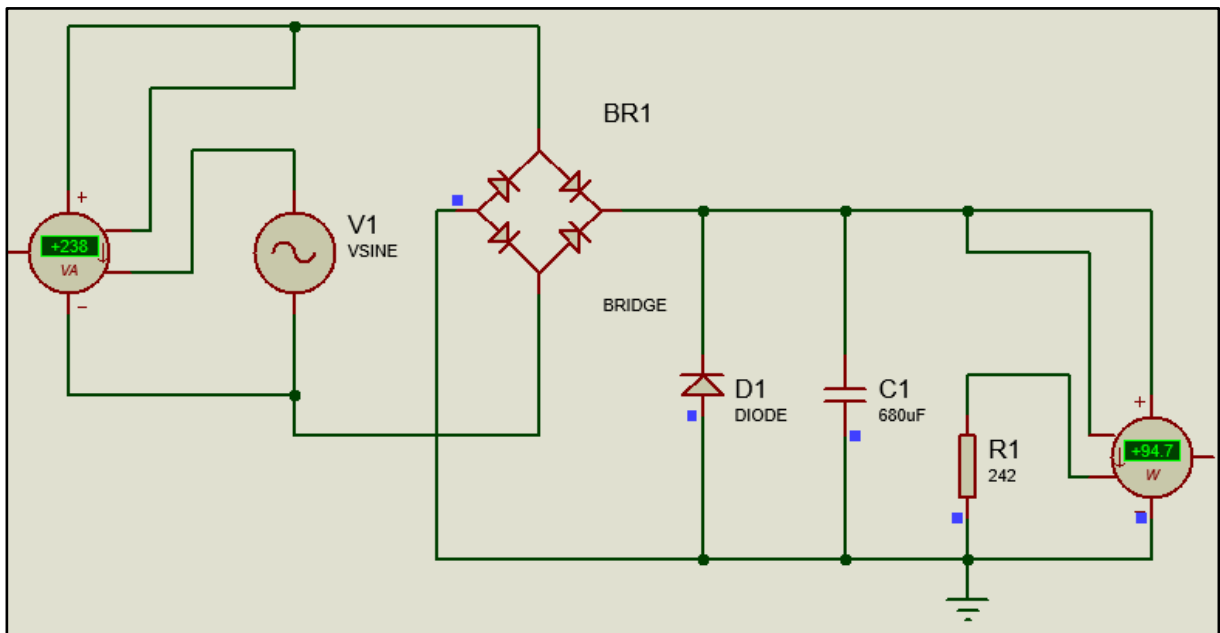 BR1
+
+238
VA
−
V1
VSINE
BRIDGE
D1
DIODE
C1
680uF
R1
242
+
+94.7
W
−